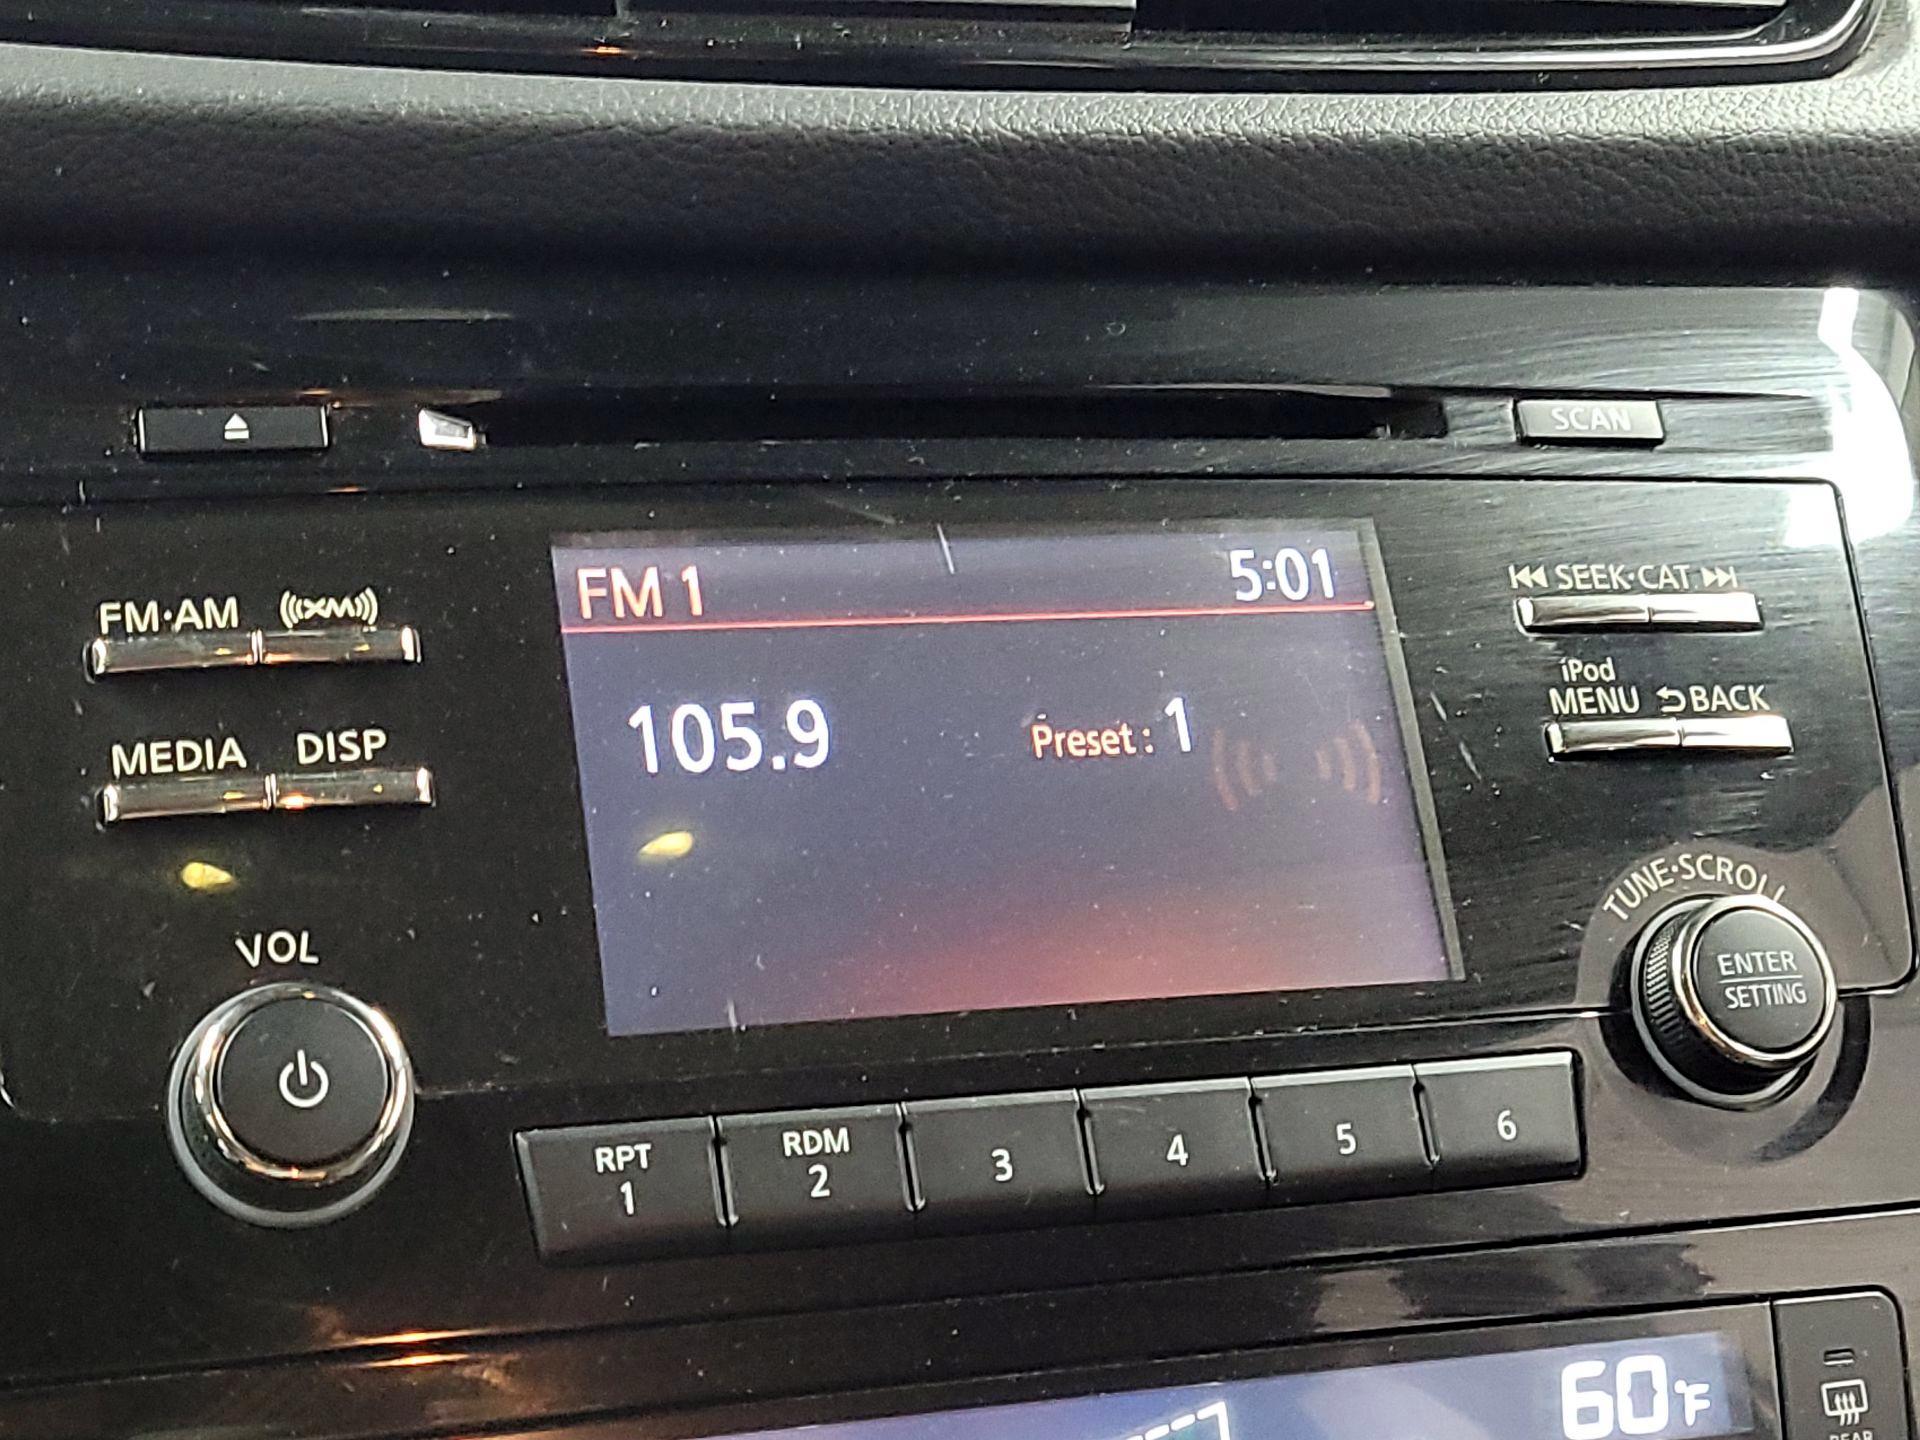 SCAN
FM 1 5:01
FM·AM XM
SEEK·CAT
105.9 Preset : 1
iPod
MENU BACK
MEDIA DISP
TUNE·SCROLL
VOL
ENTER
SETTING
RPT RDM
1 2 3 4 5 6
60°F
REAR